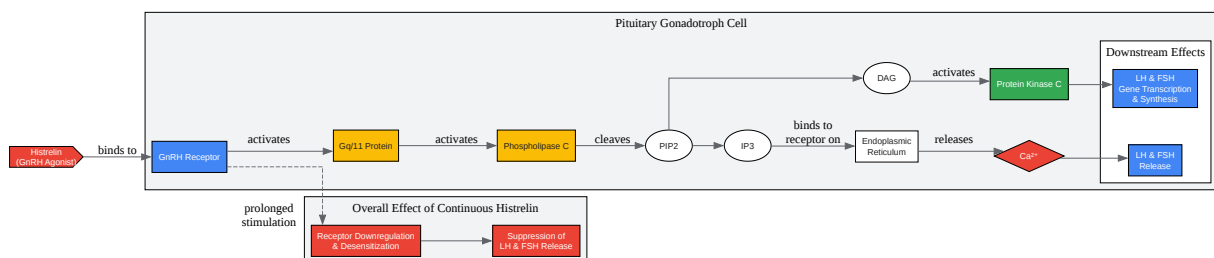 Pituitary Gonadotroph Cell
Downstream Effects
DAG
activates
Protein Kinase C
LH & FSH
Gene Transcription
& Synthesis
Histrelin
(GnRH Agonist)
binds to
GnRH Receptor
activates
Gq/11 Protein
activates
Phospholipase C
cleaves
PIP2
IP3
binds to
receptor on
Endoplasmic
Reticulum
releases
Ca²⁺
LH & FSH
Release
prolonged
stimulation
Overall Effect of Continuous Histrelin
Receptor Downregulation
& Desensitization
Suppression of
LH & FSH Release